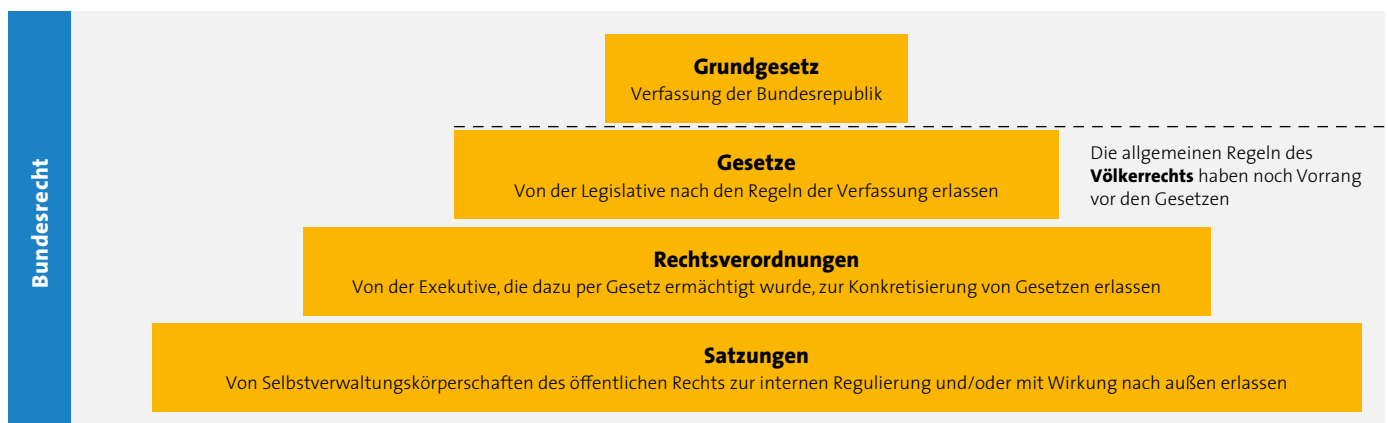 Bundesrecht
Grundgesetz
Verfassung der Bundesrepublik
Gesetze
Von der Legislative nach den Regeln der Verfassung erlassen
Die allgemeinen Regeln des
Völkerrechts haben noch Vorrang
vor den Gesetzen
Rechtsverordnungen
Von der Exekutive, die dazu per Gesetz ermächtigt wurde, zur Konkretisierung von Gesetzen erlassen
Satzungen
Von Selbstverwaltungskörperschaften des öffentlichen Rechts zur internen Regulierung und/oder mit Wirkung nach außen erlassen